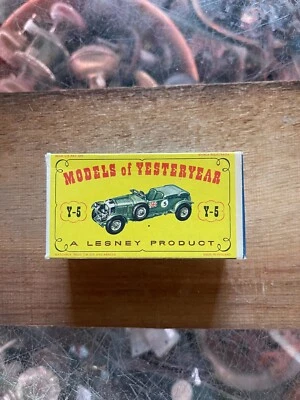 MODELS of YESTERYEAR
Y-5
Y-5
A LESNEY PRODUCT